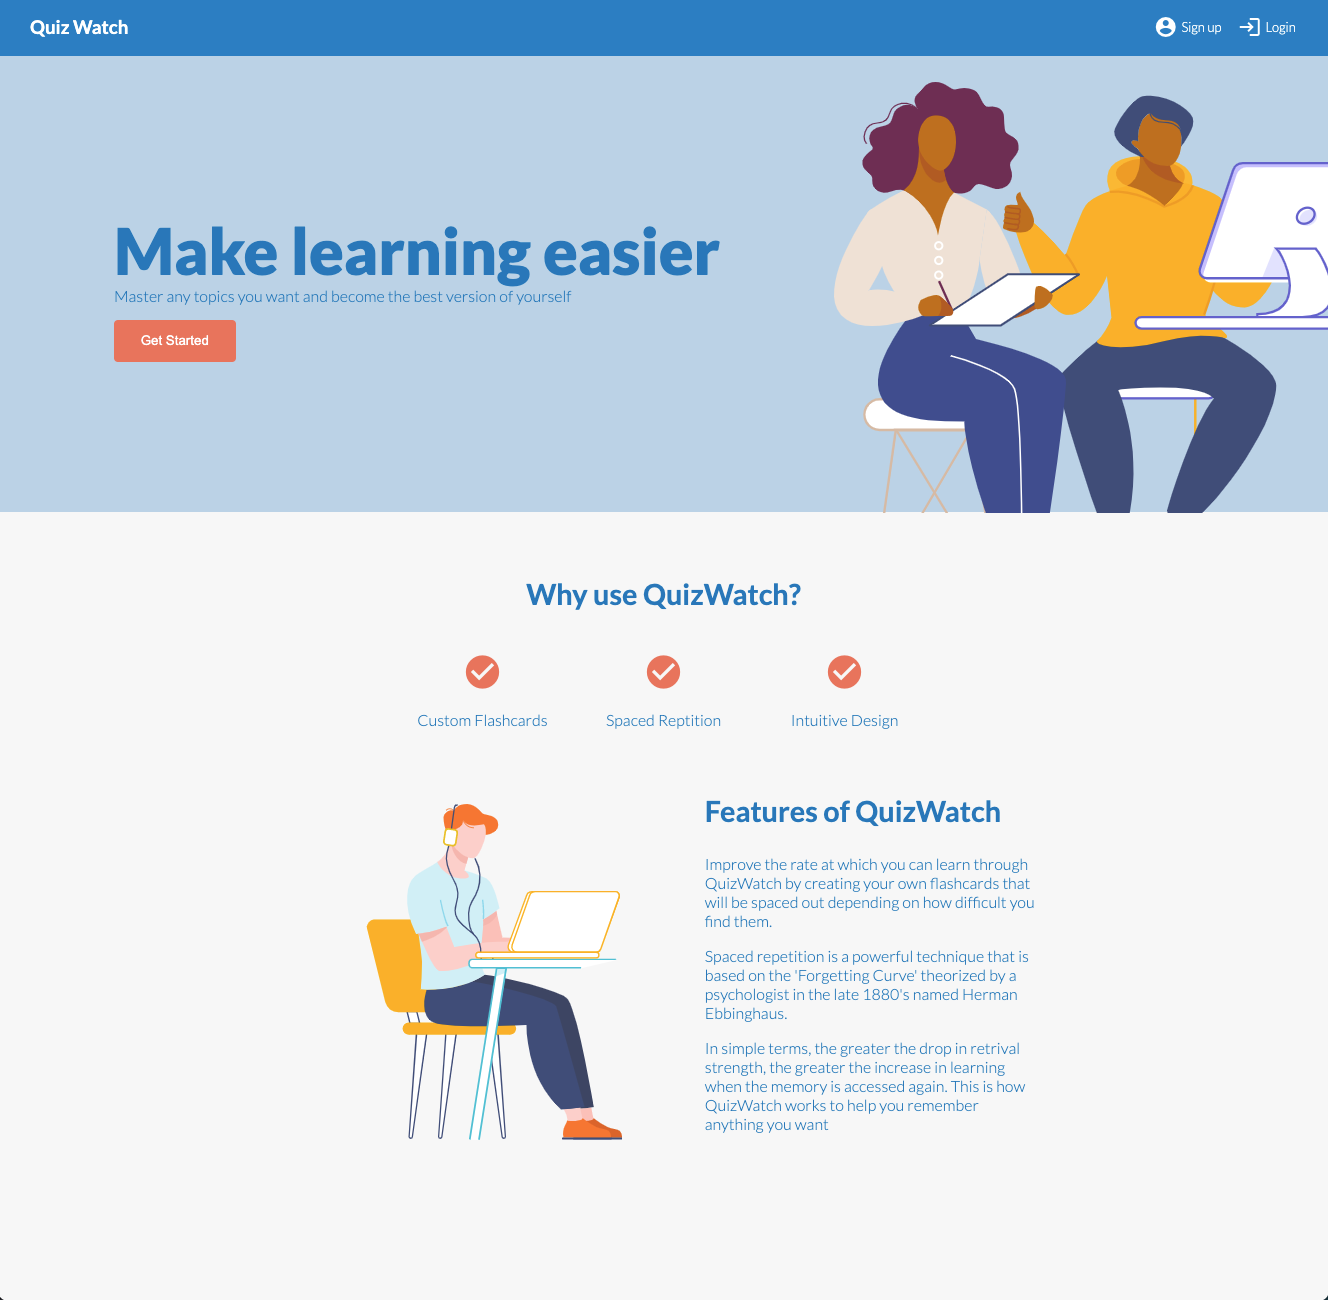 Quiz Watch
Sign up
Login
Make learning easier
Master any topics you want and become the best version of yourself
Get Started
Why use QuizWatch?
Custom Flashcards
Spaced Reptition
Intuitive Design
Features of QuizWatch
Improve the rate at which you can learn through
QuizWatch by creating your own flashcards that
will be spaced out depending on how difficult you
find them.
Spaced repetition is a powerful technique that is
based on the 'Forgetting Curve' theorized by a
psychologist in the late 1880's named Herman
Ebbinghaus.
In simple terms, the greater the drop in retrival
strength, the greater the increase in learning
when the memory is accessed again. This is how
QuizWatch works to help you remember
anything you want